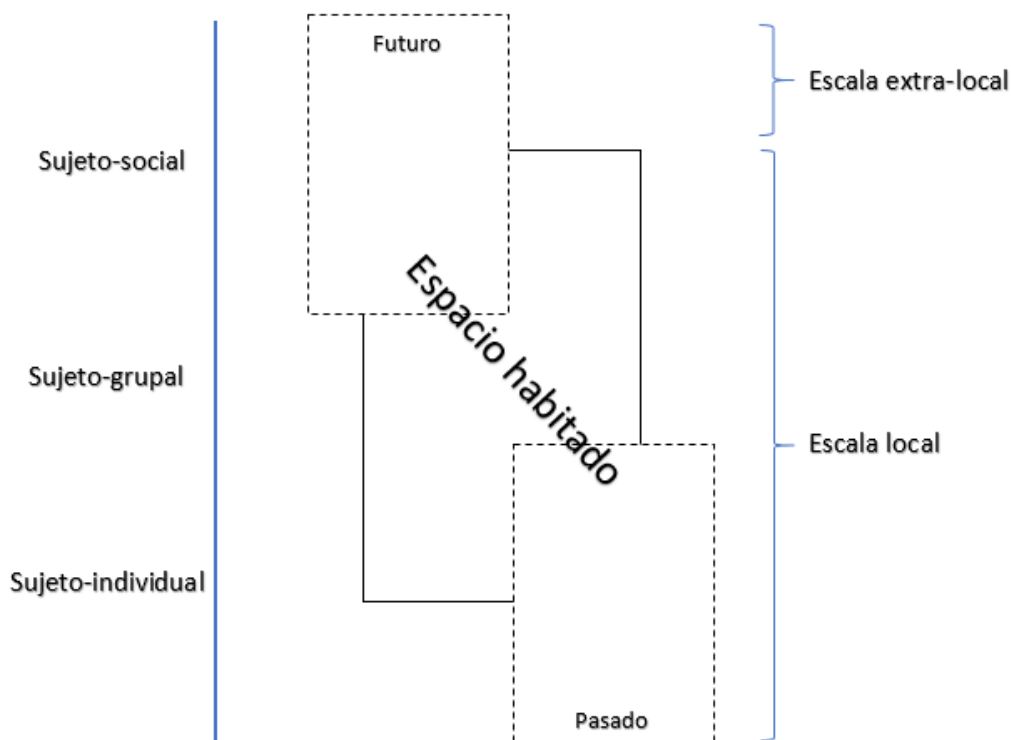 Futuro
Escala extra-local
Sujeto-social
Espacio habitado
Sujeto-grupal
Escala local
Sujeto-individual
Pasado